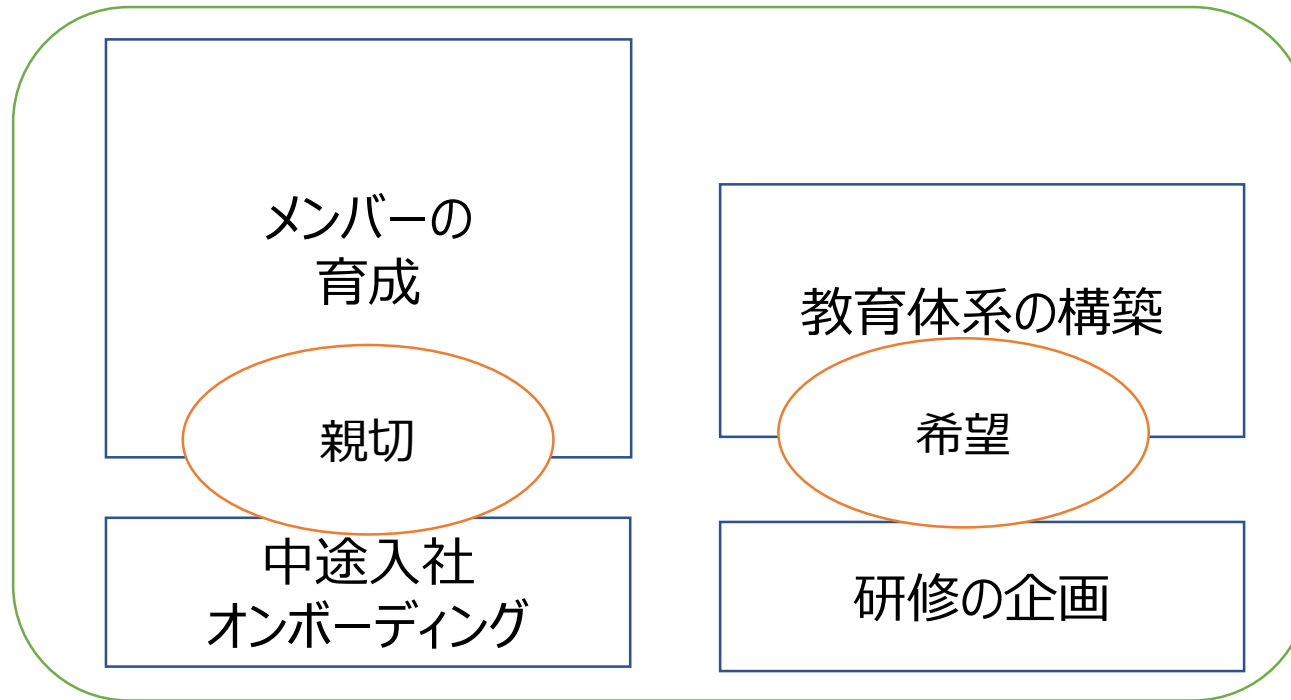 メンバーの
育成
親切
中途入社
オンボーディング
教育体系の構築
希望
研修の企画